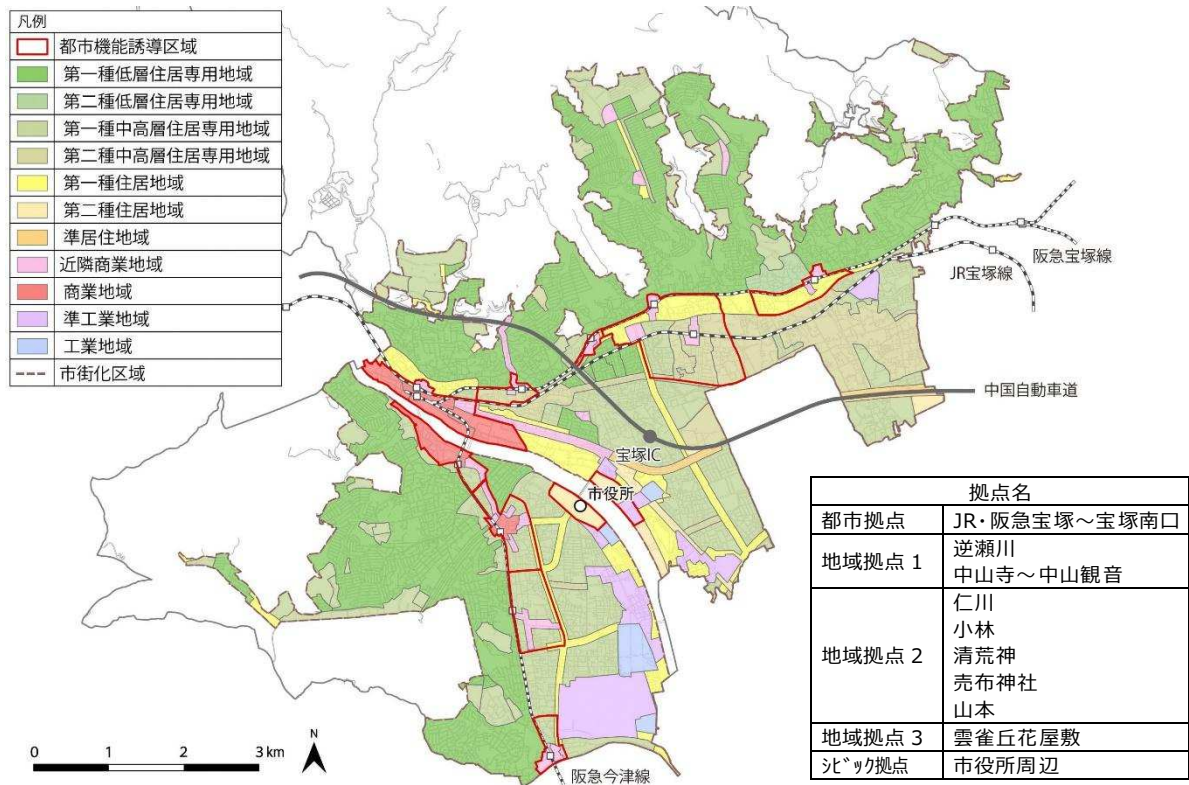 凡例
都市機能誘導区域
第一種低層住居専用地域
第二種低層住居専用地域
第一種中高層住居専用地域
第二種中高層住居専用地域
第一種住居地域
第二種住居地域
準居住地域
近隣商業地域
商業地域
準工業地域
工業地域
市街化区域
阪急宝塚線
JR宝塚線
中国自動車道
宝塚IC
市役所
阪急今津線
0 1 2 3 km
N
拠点名
都市拠点 JR・阪急宝塚～宝塚南口
地域拠点 1 逆瀬川
中山寺～中山観音
地域拠点 2 仁川
小林
清荒神
売布神社
山本
地域拠点 3 雲雀丘花屋敷
ｼﾋﾞｯｸ拠点 市役所周辺